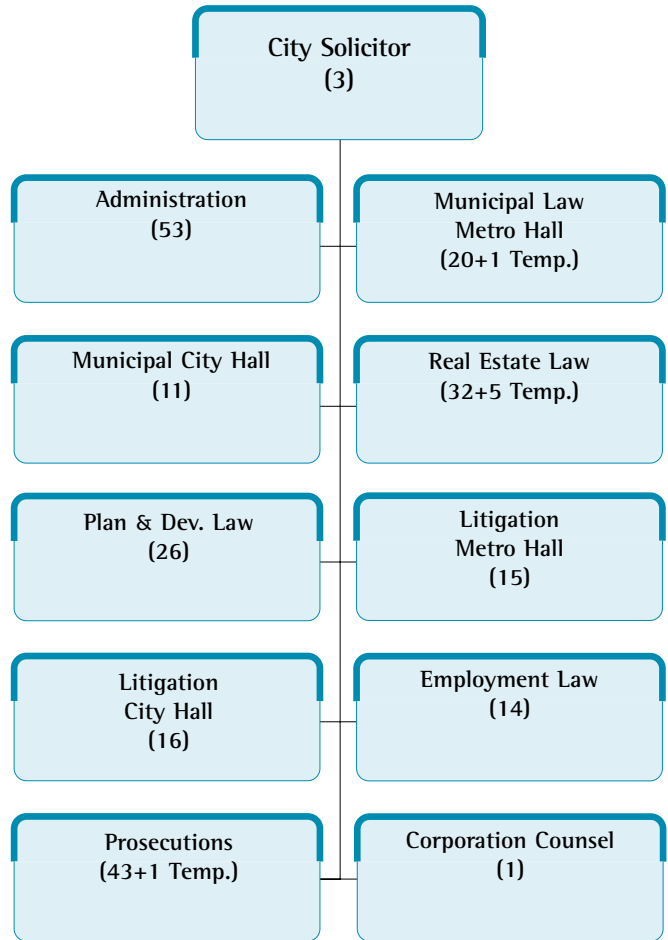 City Solicitor
(3)
Administration
(53)
Municipal Law
Metro Hall
(20+1 Temp.)
Municipal City Hall
(11)
Real Estate Law
(32+5 Temp.)
Plan & Dev. Law
(26)
Litigation
Metro Hall
(15)
Litigation
City Hall
(16)
Employment Law
(14)
Prosecutions
(43+1 Temp.)
Corporation Counsel
(1)